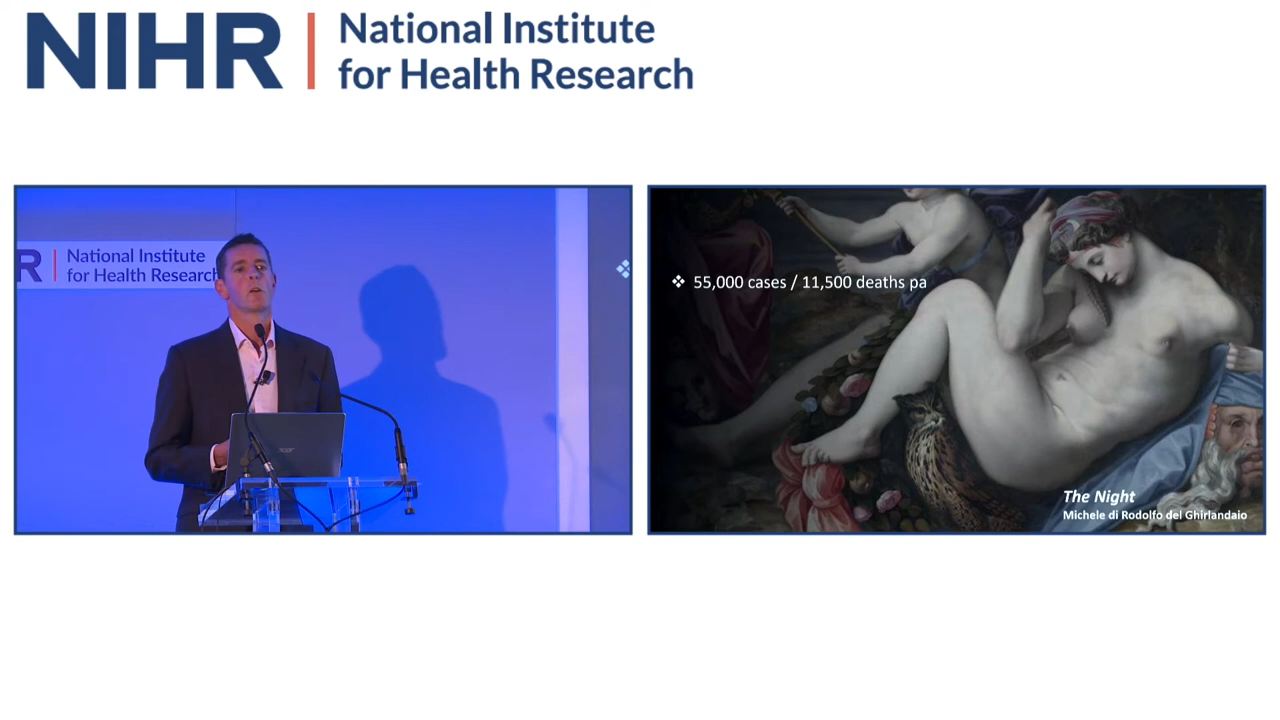 NIHR
National Institute
for Health Research
R
National Institute
for Health Research
acer
❖ 55,000 cases / 11,500 deaths pa
The Night
Michele di Rodolfo del Ghirlandaio